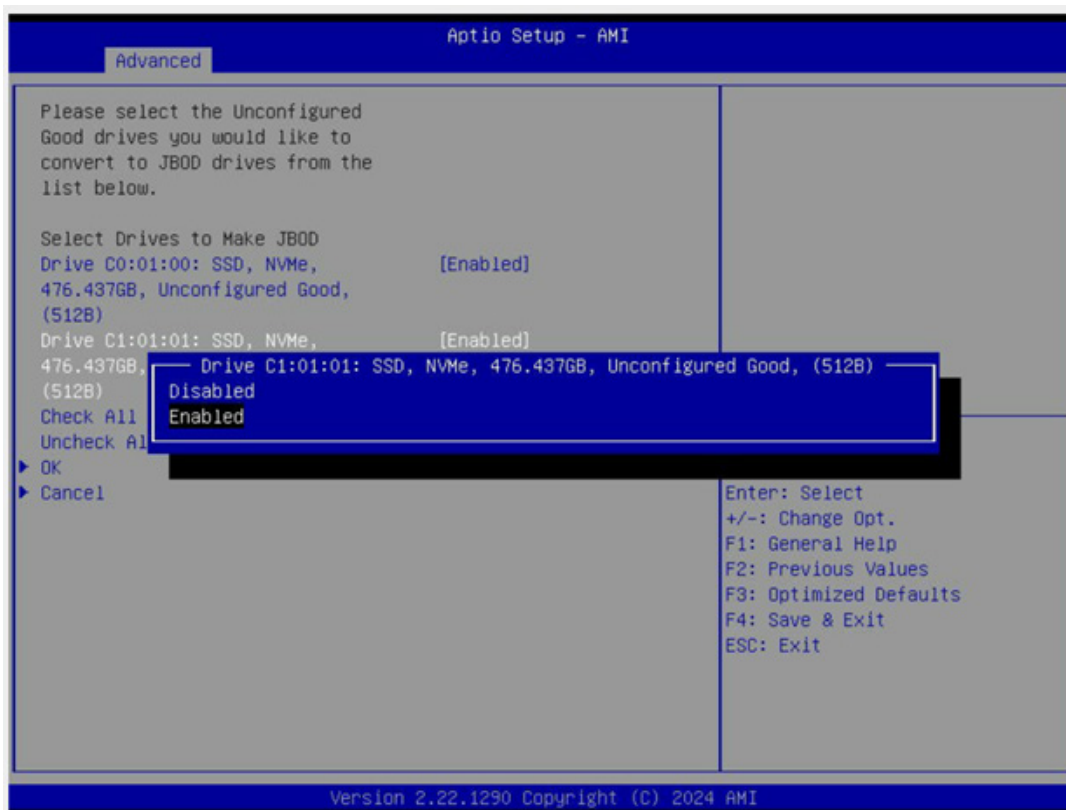 Aptio Setup – AMI
Advanced
Please select the Unconfigured
Good drives you would like to
convert to JBOD drives from the
list below.
Select Drives to Make JBOD
Drive C0:01:00: SSD, NVMe, [Enabled]
476.437GB, Unconfigured Good,
(512B)
Drive C1:01:01: SSD, NVMe, [Enabled]
476.437GB,
(512B)
Drive C1:01:01: SSD, NVMe, 476.437GB, Unconfigured Good, (512B)
Disabled
Enabled
Check All
Uncheck Al
OK
Cancel
Enter: Select
+/-: Change Opt.
F1: General Help
F2: Previous Values
F3: Optimized Defaults
F4: Save & Exit
ESC: Exit
Version 2.22.1290 Copyright (C) 2024 AMI